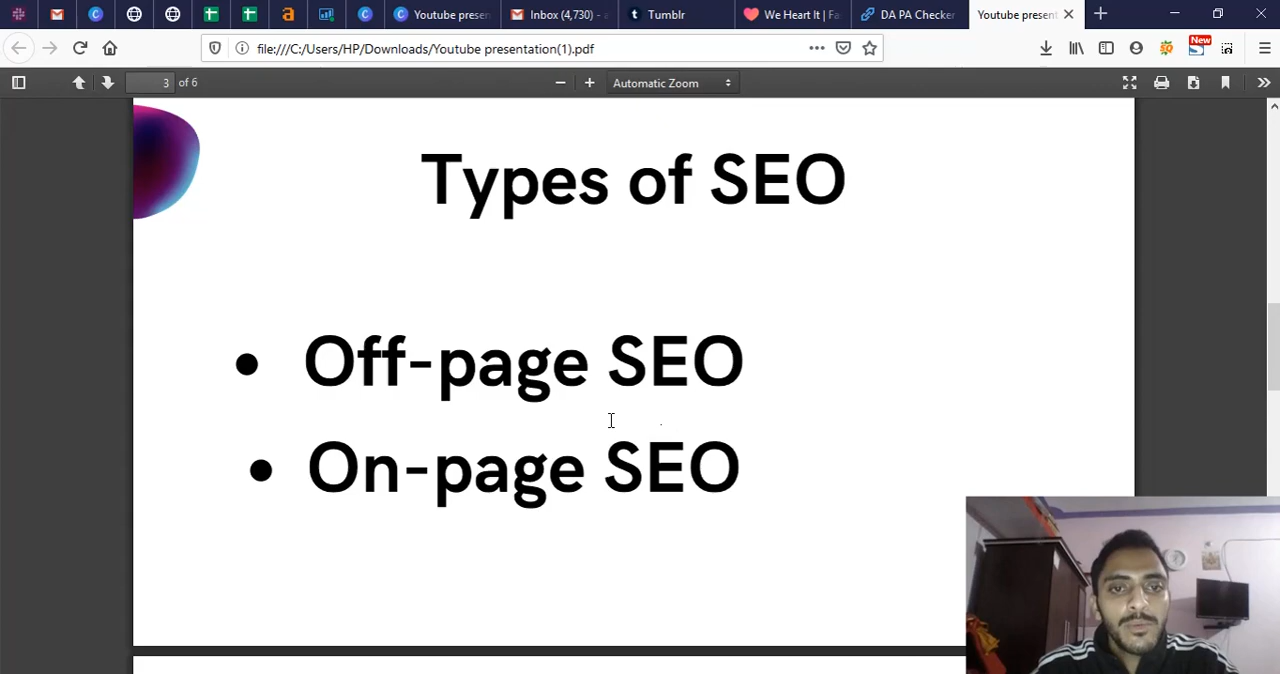 Youtube presen
Inbox (4,730) -
Tumblr
We Heart It | Fa
DA PA Checker
Youtube present
file:///C:/Users/HP/Downloads/Youtube presentation(1).pdf
New
3 of 6
Automatic Zoom
Types of SEO
• Off-page SEO
• On-page SEO